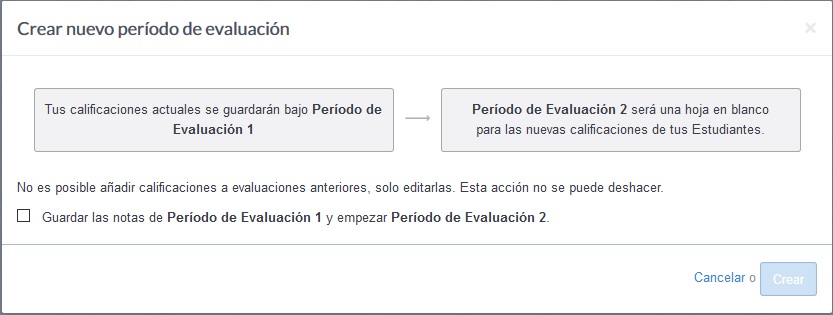 Crear nuevo período de evaluación
×
Tus calificaciones actuales se guardarán bajo Período de
Evaluación 1
Período de Evaluación 2 será una hoja en blanco
para las nuevas calificaciones de tus Estudiantes.
No es posible añadir calificaciones a evaluaciones anteriores, solo editarlas. Esta acción no se puede deshacer.
Guardar las notas de Período de Evaluación 1 y empezar Período de Evaluación 2.
Cancelar o Crear